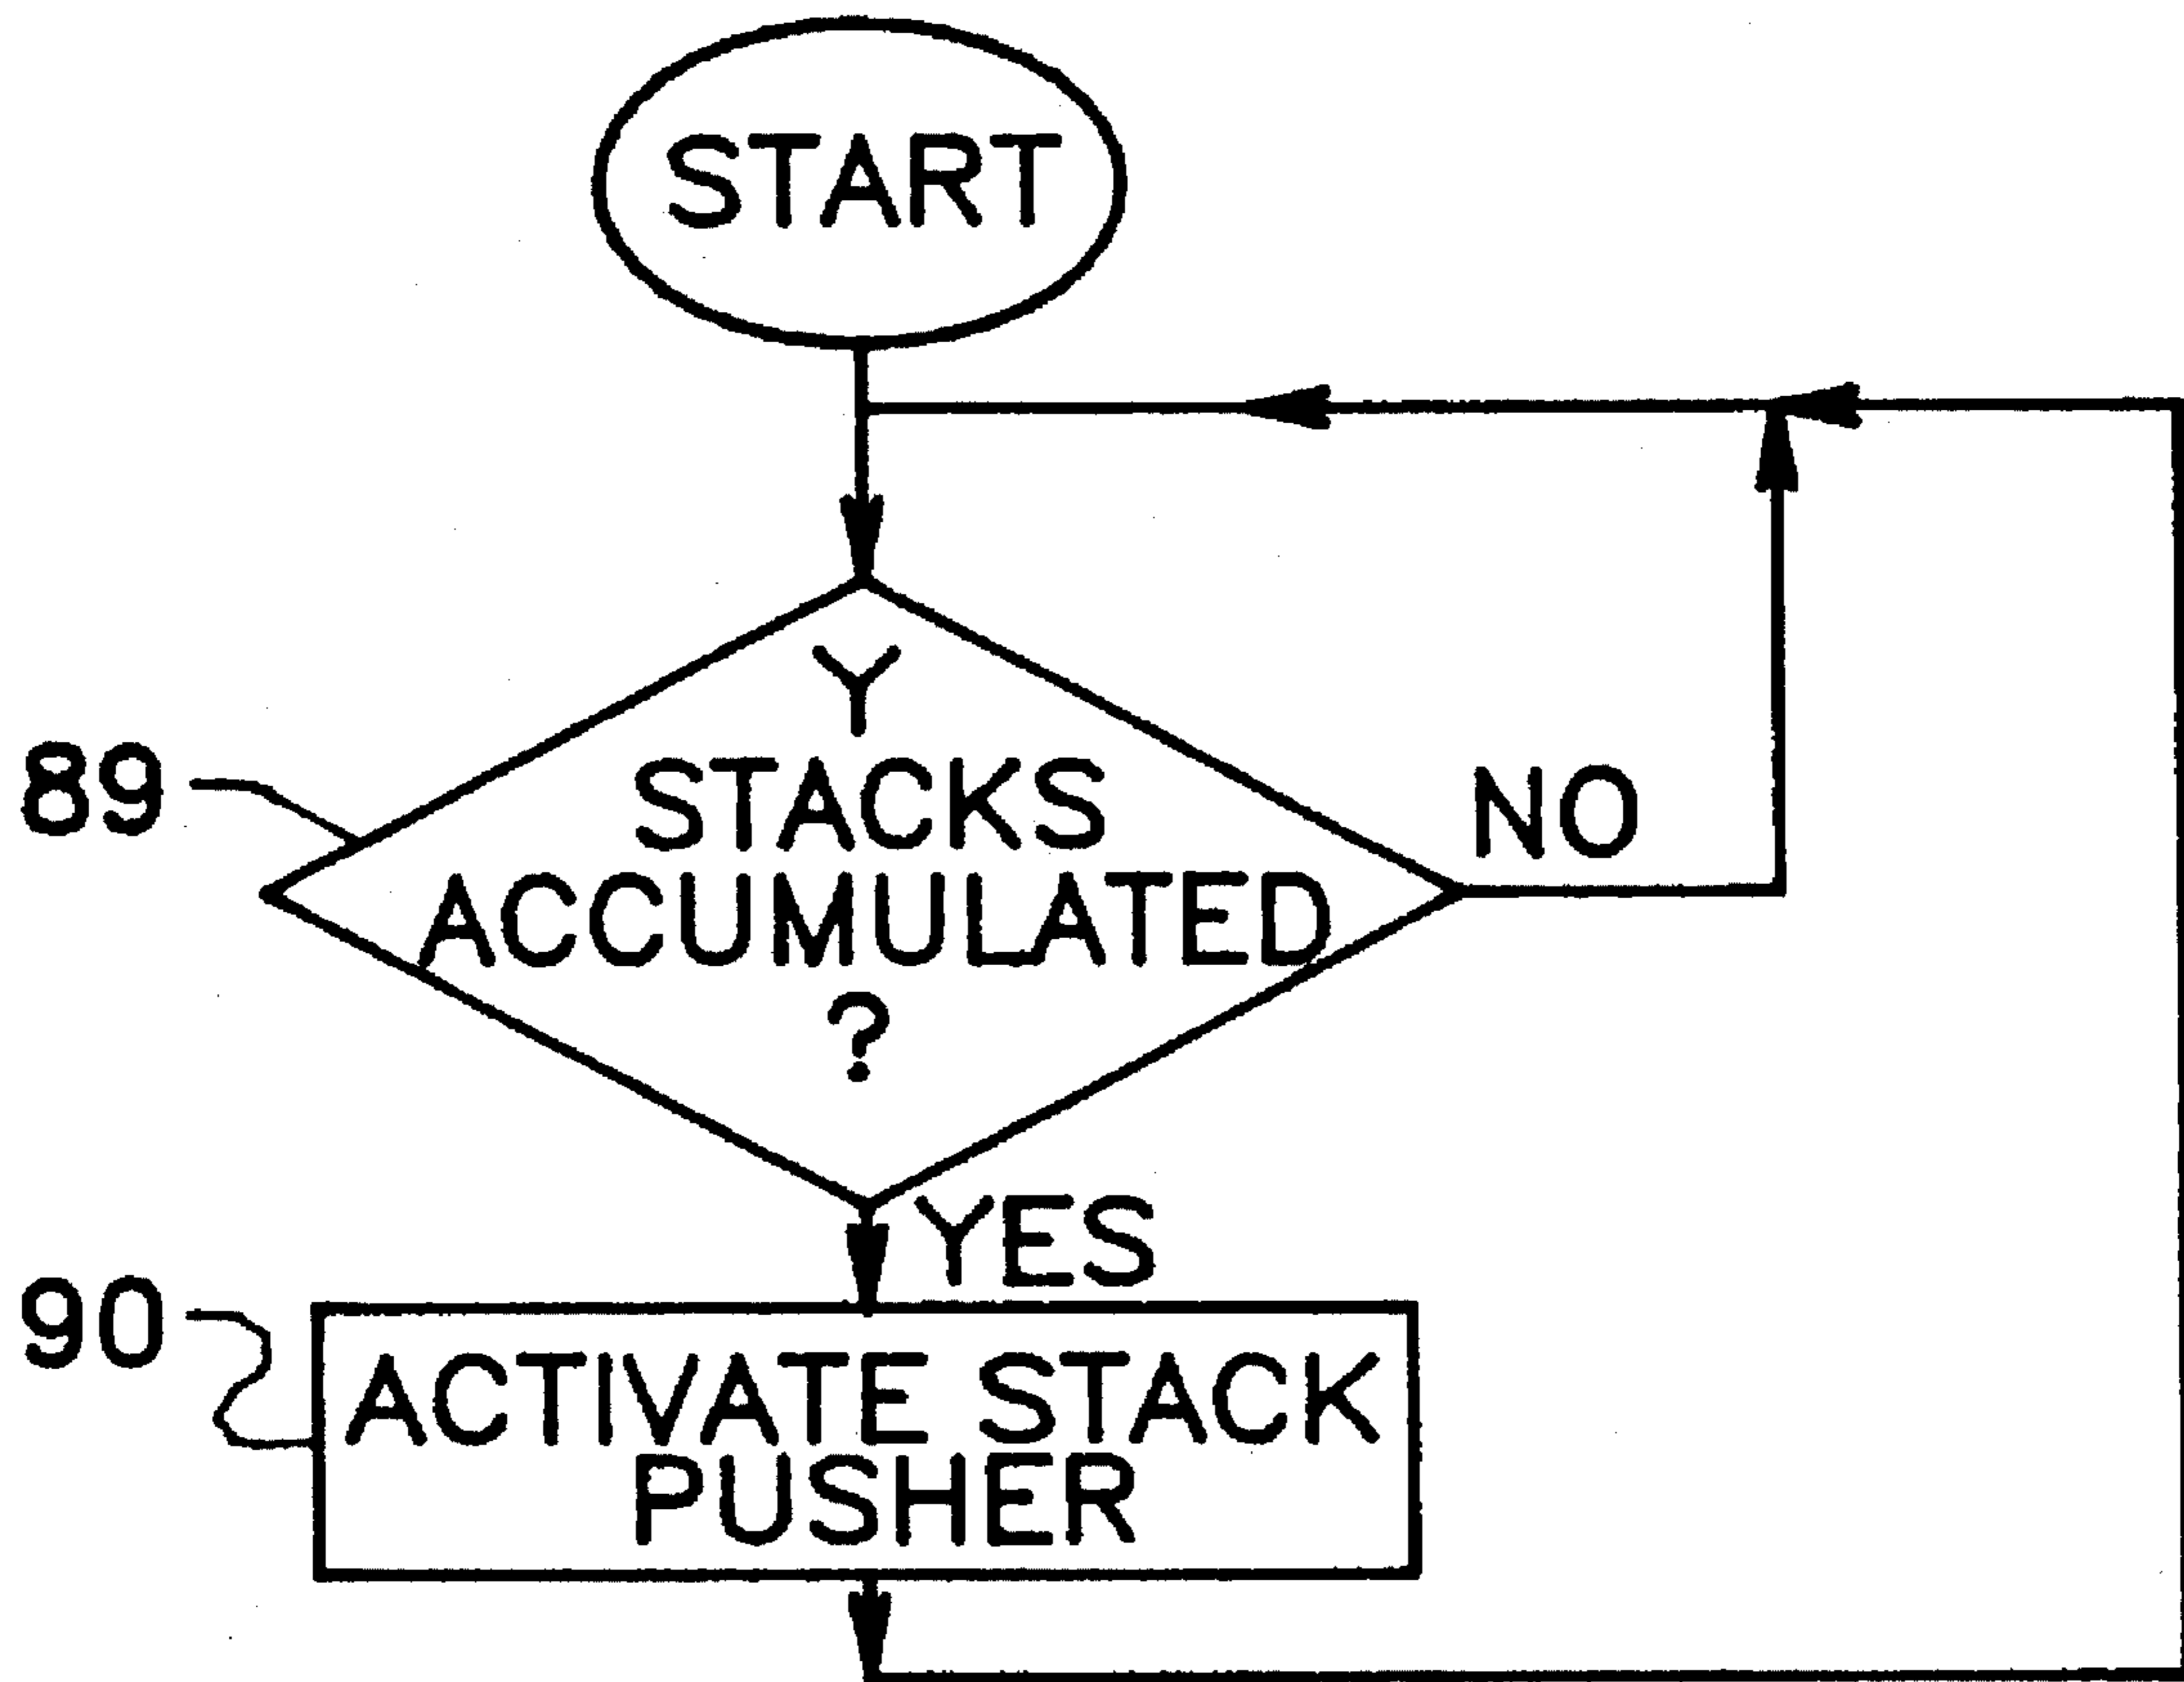 START
Y
STACKS
ACCUMULATED
?
89
NO
YES
90
ACTIVATE STACK
PUSHER